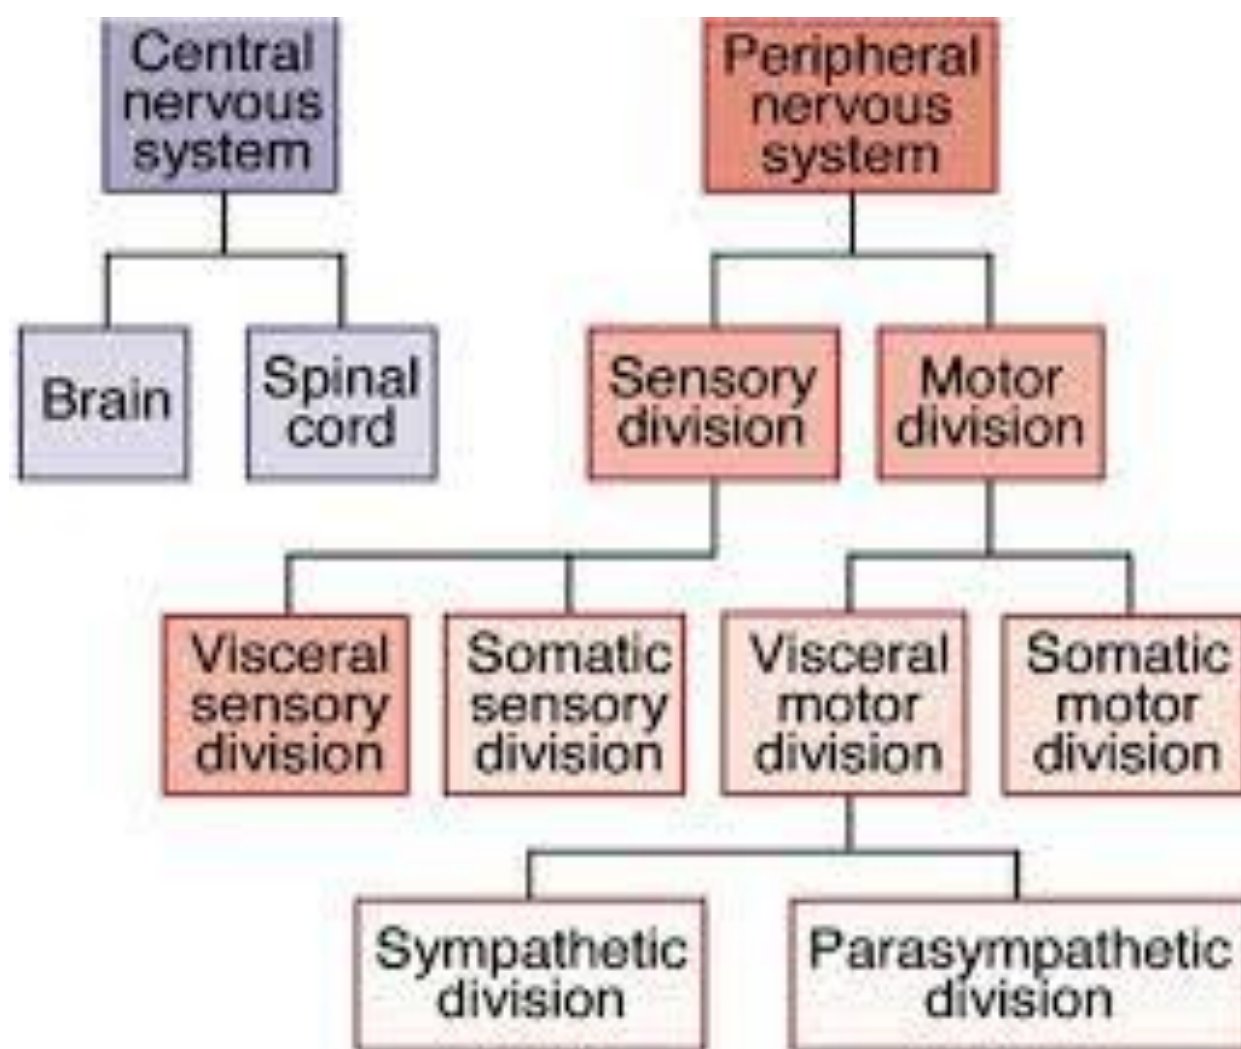 Central
nervous
system
Peripheral
nervous
system
Brain
Spinal
cord
Sensory
division
Motor
division
Visceral
sensory
division
Somatic
sensory
division
Visceral
motor
division
Somatic
motor
division
Sympathetic
division
Parasympathetic
division